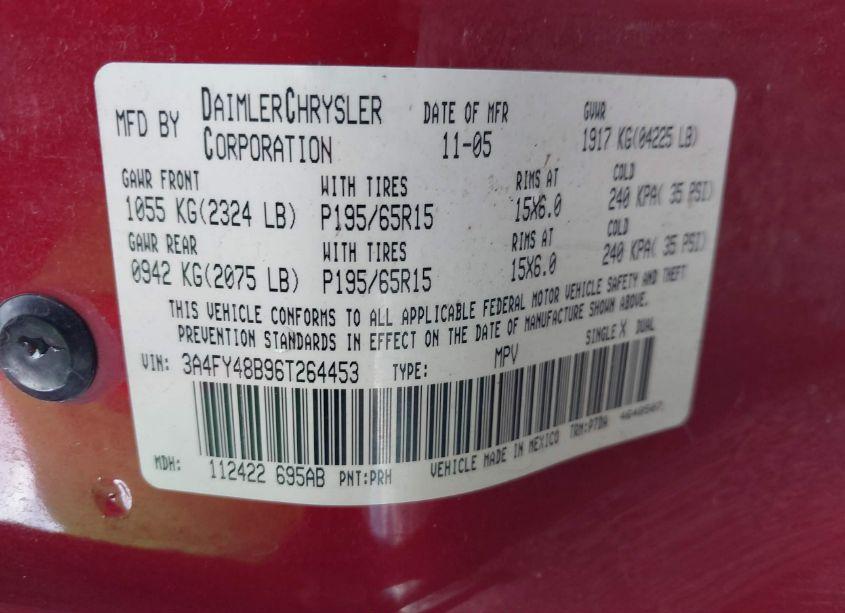 MFD BY DAIMLERCHRYSLER CORPORATION
DATE OF MFR 11-05
GVWR 1917 KG(04225 LB)
GAWR FRONT WITH TIRES RIMS AT COLD
1055 KG(2324 LB) P195/65R15 15X6.0 240 KPA( 35 PSI)
GAWR REAR WITH TIRES RIMS AT COLD
0942 KG(2075 LB) P195/65R15 15X6.0 240 KPA( 35 PSI)
THIS VEHICLE CONFORMS TO ALL APPLICABLE FEDERAL MOTOR VEHICLE SAFETY AND THEFT
PREVENTION STANDARDS IN EFFECT ON THE DATE OF MANUFACTURE SHOWN ABOVE.
VIN: 3A4FY48B96T264453 TYPE: MPV SINGLE X DUAL
MDH: 112422 695AB PNT:PRH VEHICLE MADE IN MEXICO TRM:P7DA